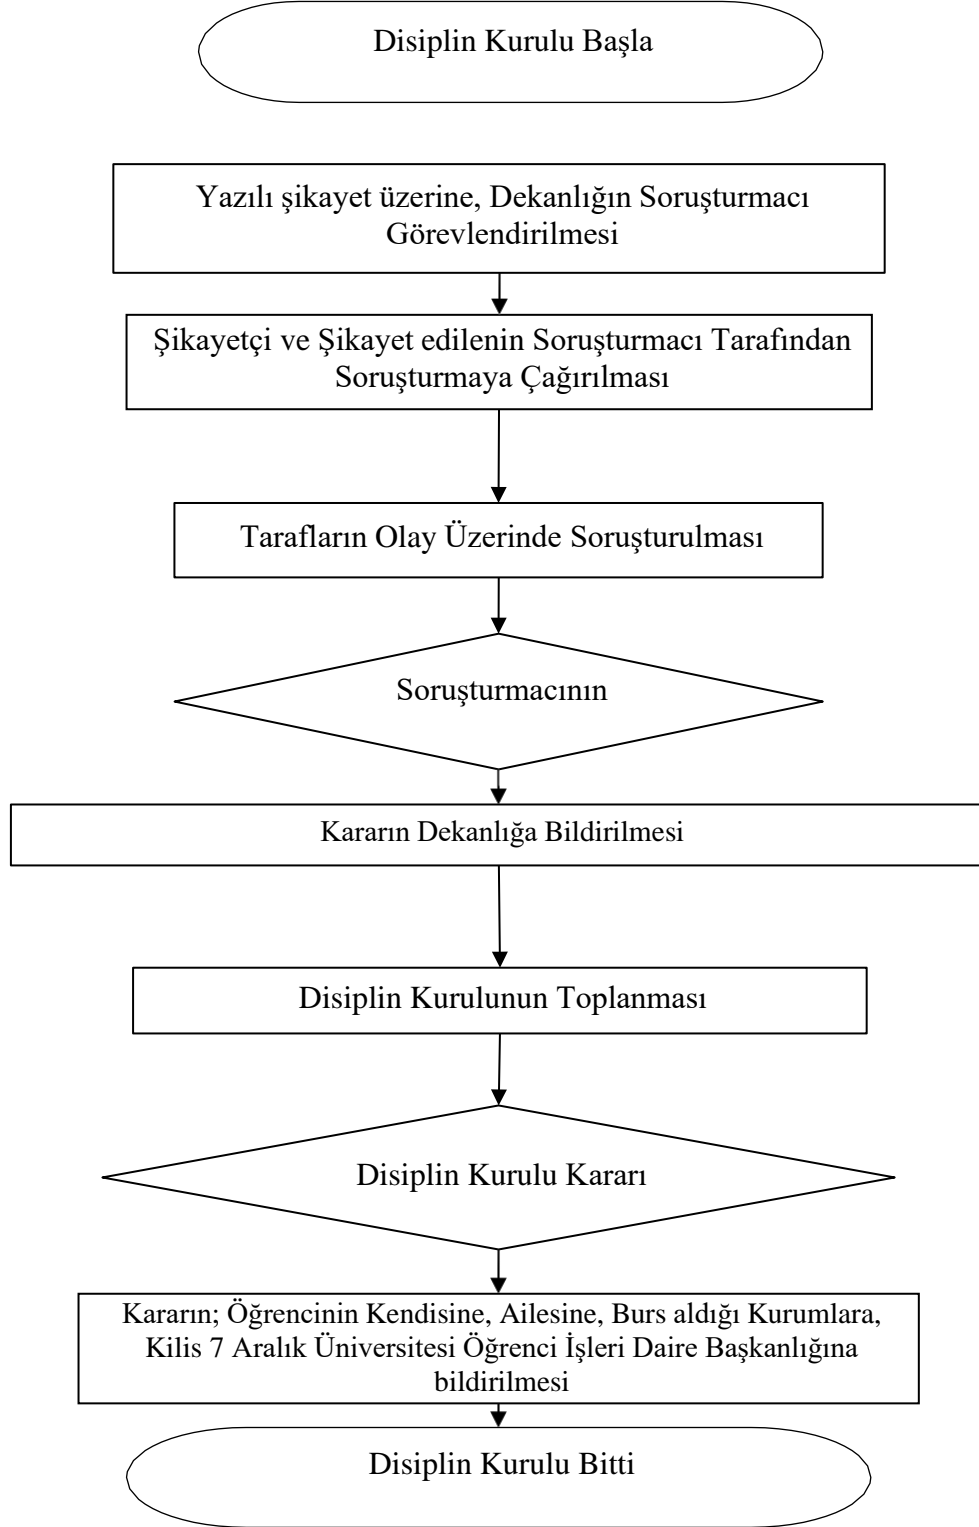 Disiplin Kurulu Başla
Yazılı şikayet üzerine, Dekanlığın Soruşturmacı
Görevlendirilmesi
Şikayetçi ve Şikayet edilenin Soruşturmacı Tarafından
Soruşturmaya Çağırılması
Tarafların Olay Üzerinde Soruşturulması
Soruşturmacının
Kararın Dekanlığa Bildirilmesi
Disiplin Kurulunun Toplanması
Disiplin Kurulu Kararı
Kararın; Öğrencinin Kendisine, Ailesine, Burs aldığı Kurumlara,
Kilis 7 Aralık Üniversitesi Öğrenci İşleri Daire Başkanlığına
bildirilmesi
Disiplin Kurulu Bitti